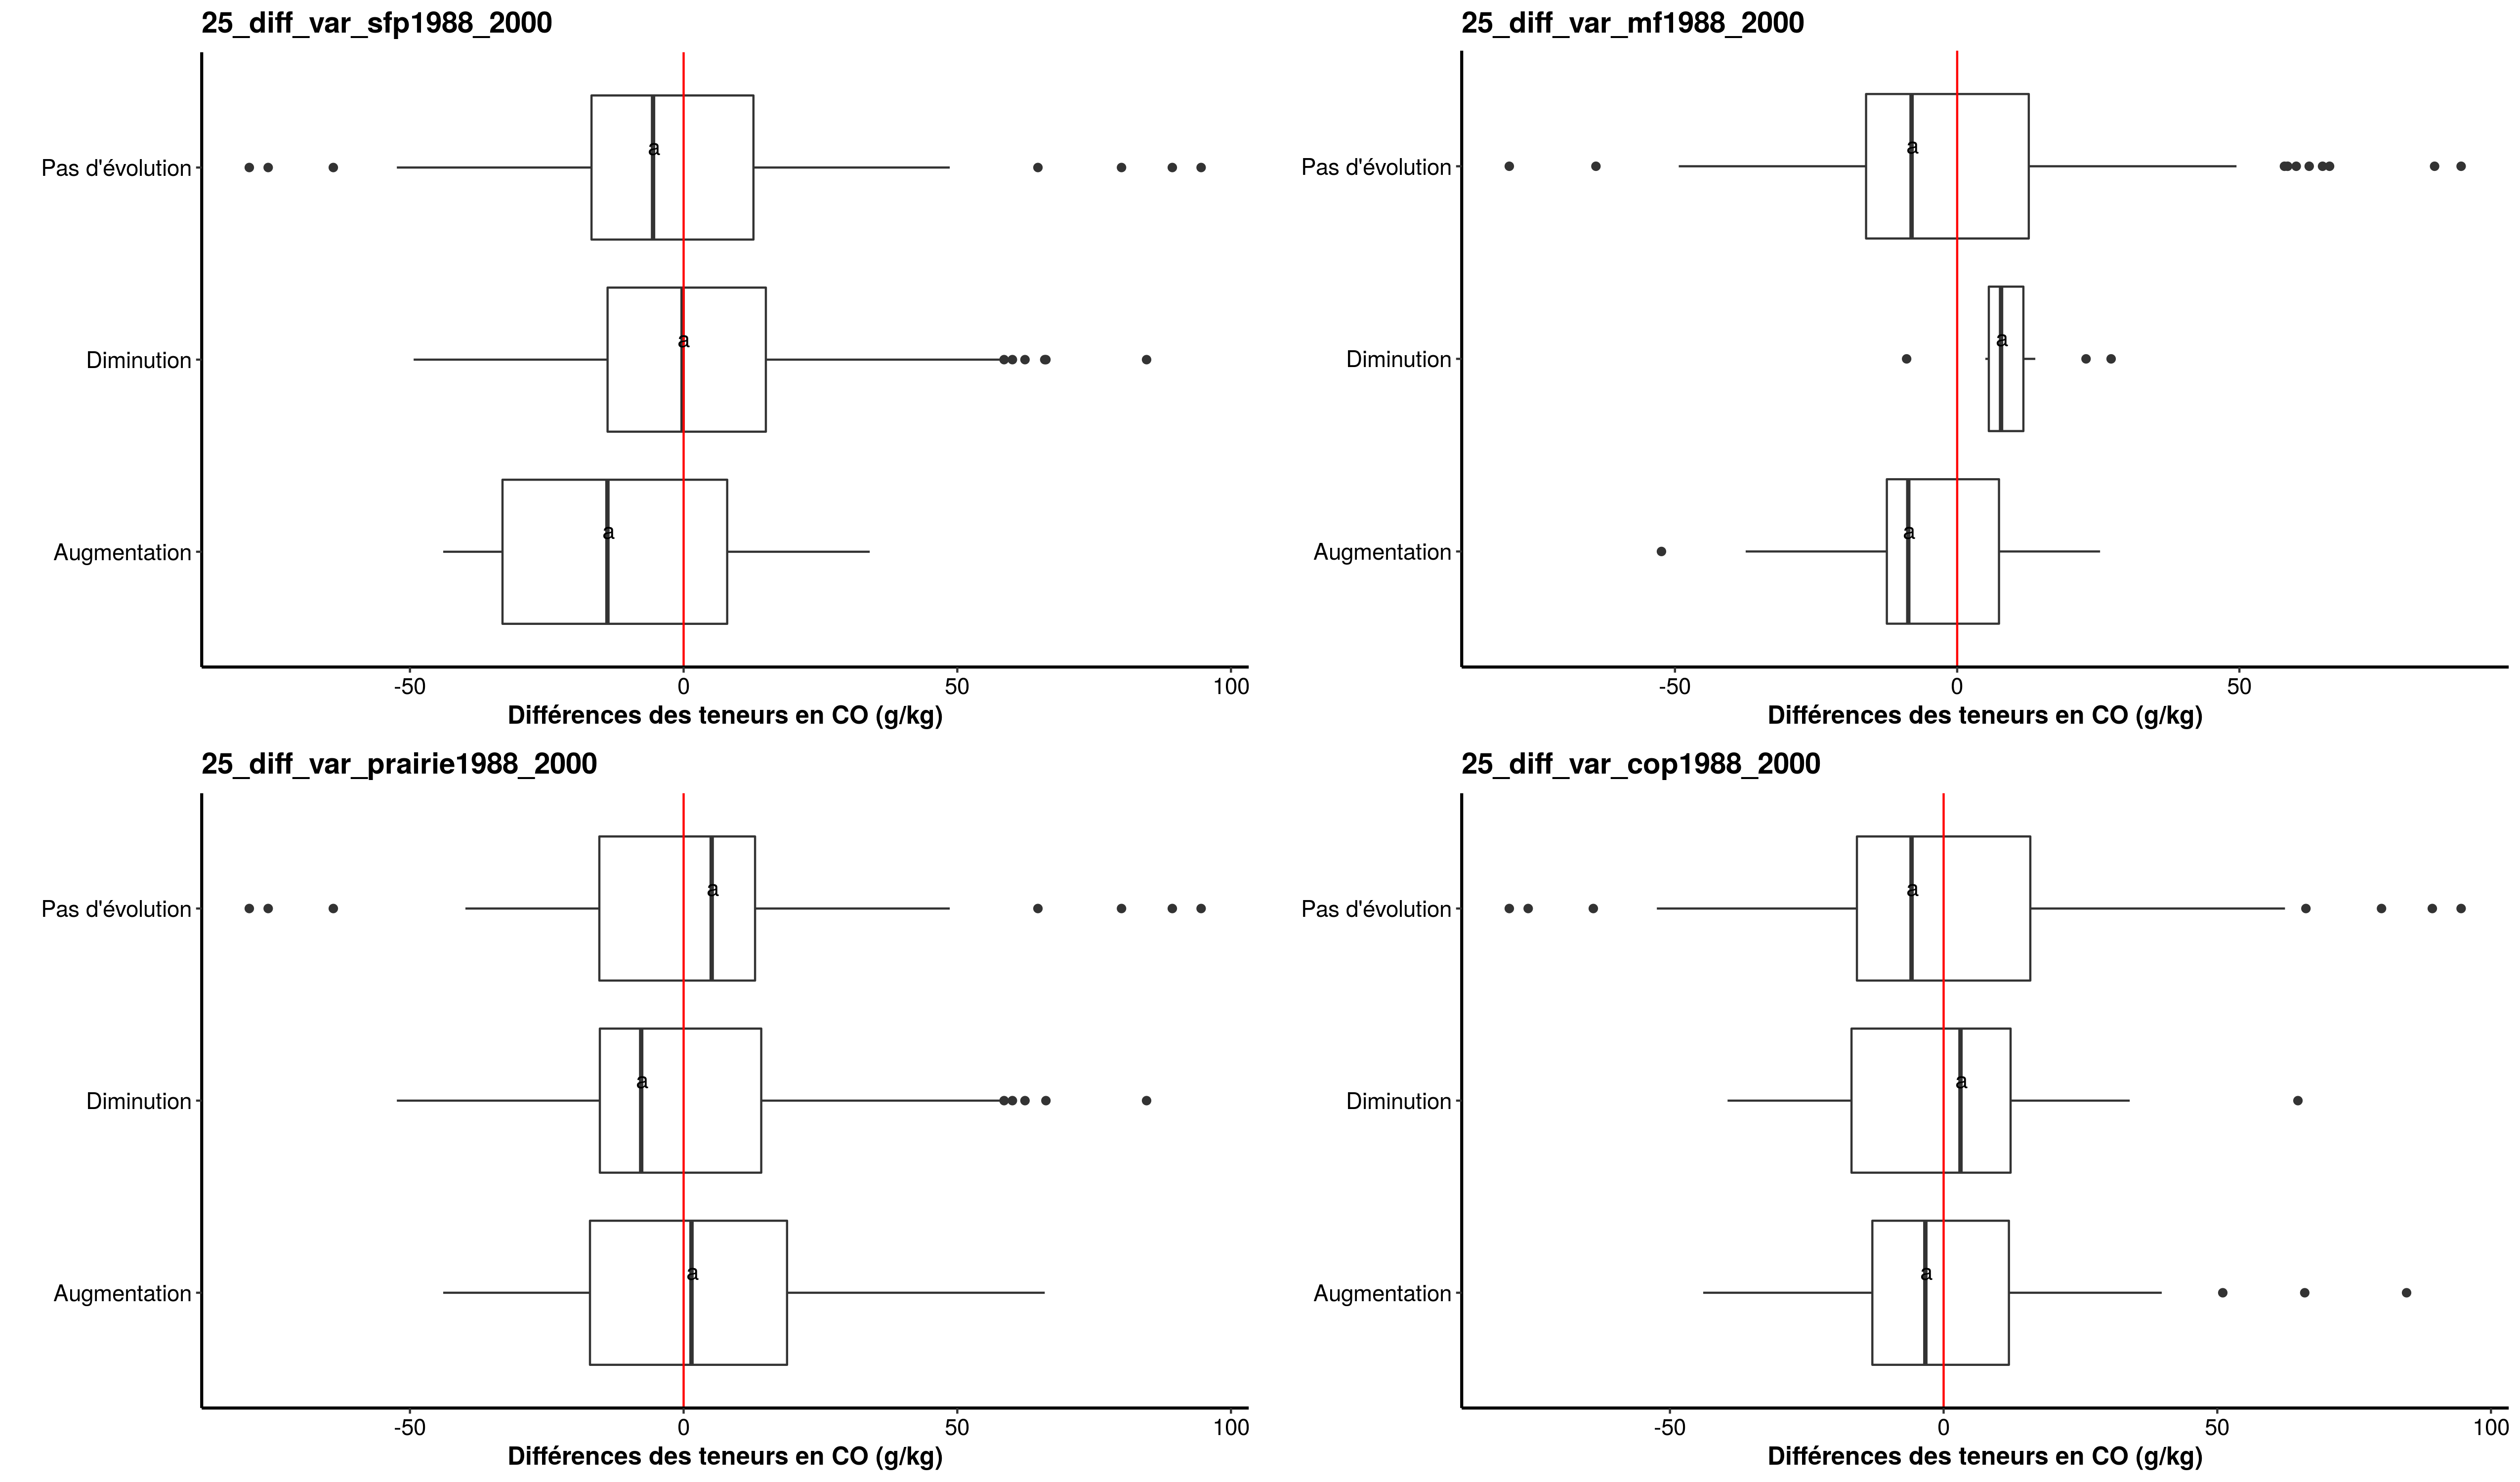 25_diff_var_sfp1988_2000
Pas d'évolution
a
Diminution
a
Augmentation
a
-50 0 50 100
Différences des teneurs en CO (g/kg)
25_diff_var_mf1988_2000
Pas d'évolution
a
Diminution
a
Augmentation
a
-50 0 50
Différences des teneurs en CO (g/kg)
25_diff_var_prairie1988_2000
Pas d'évolution
a
Diminution
a
Augmentation
a
-50 0 50 100
Différences des teneurs en CO (g/kg)
25_diff_var_cop1988_2000
Pas d'évolution
a
Diminution
a
Augmentation
a
-50 0 50 100
Différences des teneurs en CO (g/kg)